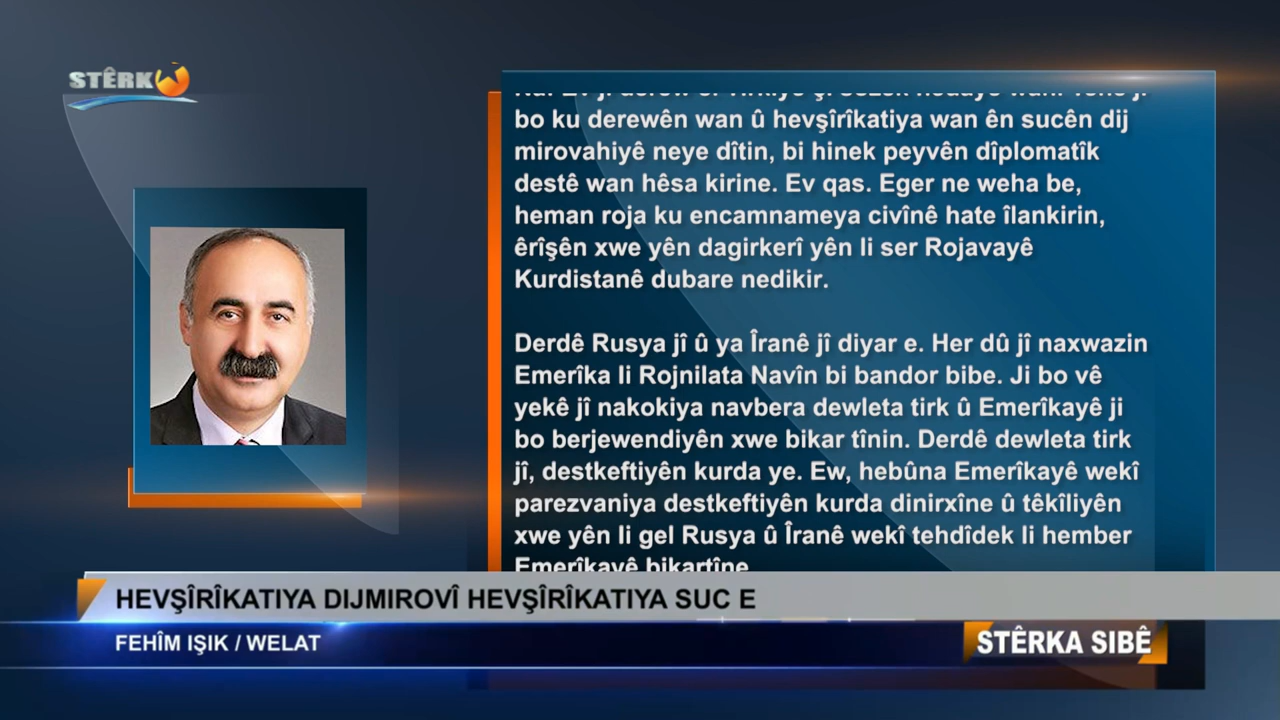 STÊRK
bo ku derewên wan û hevşîrîkatiya wan ên sucên dij
mirovahiyê neye dîtin, bi hinek peyvên dîplomatîk
destê wan hêsa kirine. Ev qas. Eger ne weha be,
heman roja ku encamnameya civînê hate îlankirin,
êrîşên xwe yên dagirkerî yên li ser Rojavayê
Kurdistanê dubare nedikir.
Derdê Rusya jî û ya Îranê jî diyar e. Her dû jî naxwazin
Emerîka li Rojnilata Navîn bi bandor bibe. Ji bo vê
yekê jî nakokiya navbera dewleta tirk û Emerîkayê ji
bo berjewendiyên xwe bikar tînin. Derdê dewleta tirk
jî, destkeftiyên kurda ye. Ew, hebûna Emerîkayê wekî
parezvaniya destkeftiyên kurda dinirxîne û têkîliyên
xwe yên li gel Rusya û Îranê wekî tehdîdek li hember
Emerîkayê bikartîne
HEVŞÎRÎKATIYA DIJMIROVÎ HEVŞÎRÎKATIYA SUC E
FEHÎM IŞIK / WELAT
STÊRKA SIBÊ